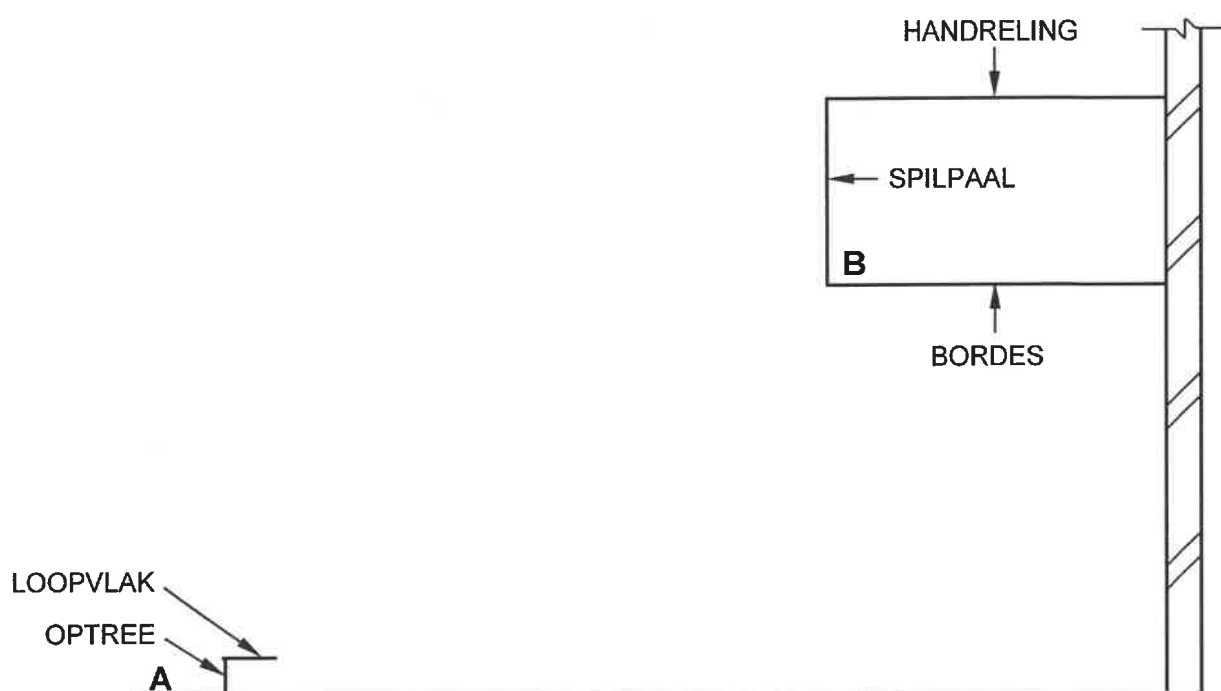 HANDRELING
SPILPAAL
B
BORDES
LOOPVLAK
OPTREE
A